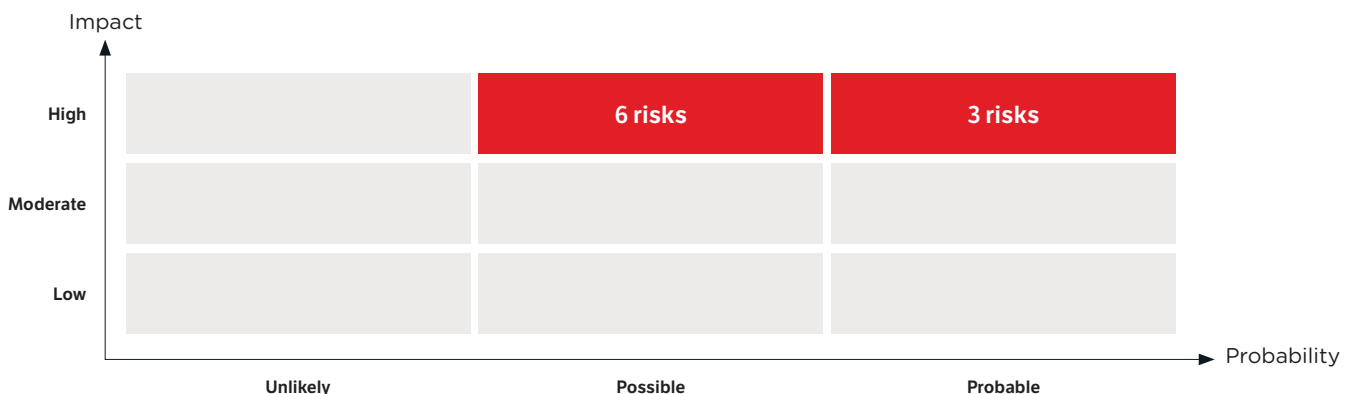 Impact
High
6 risks
3 risks
Moderate
Low
Probability
Unlikely
Possible
Probable